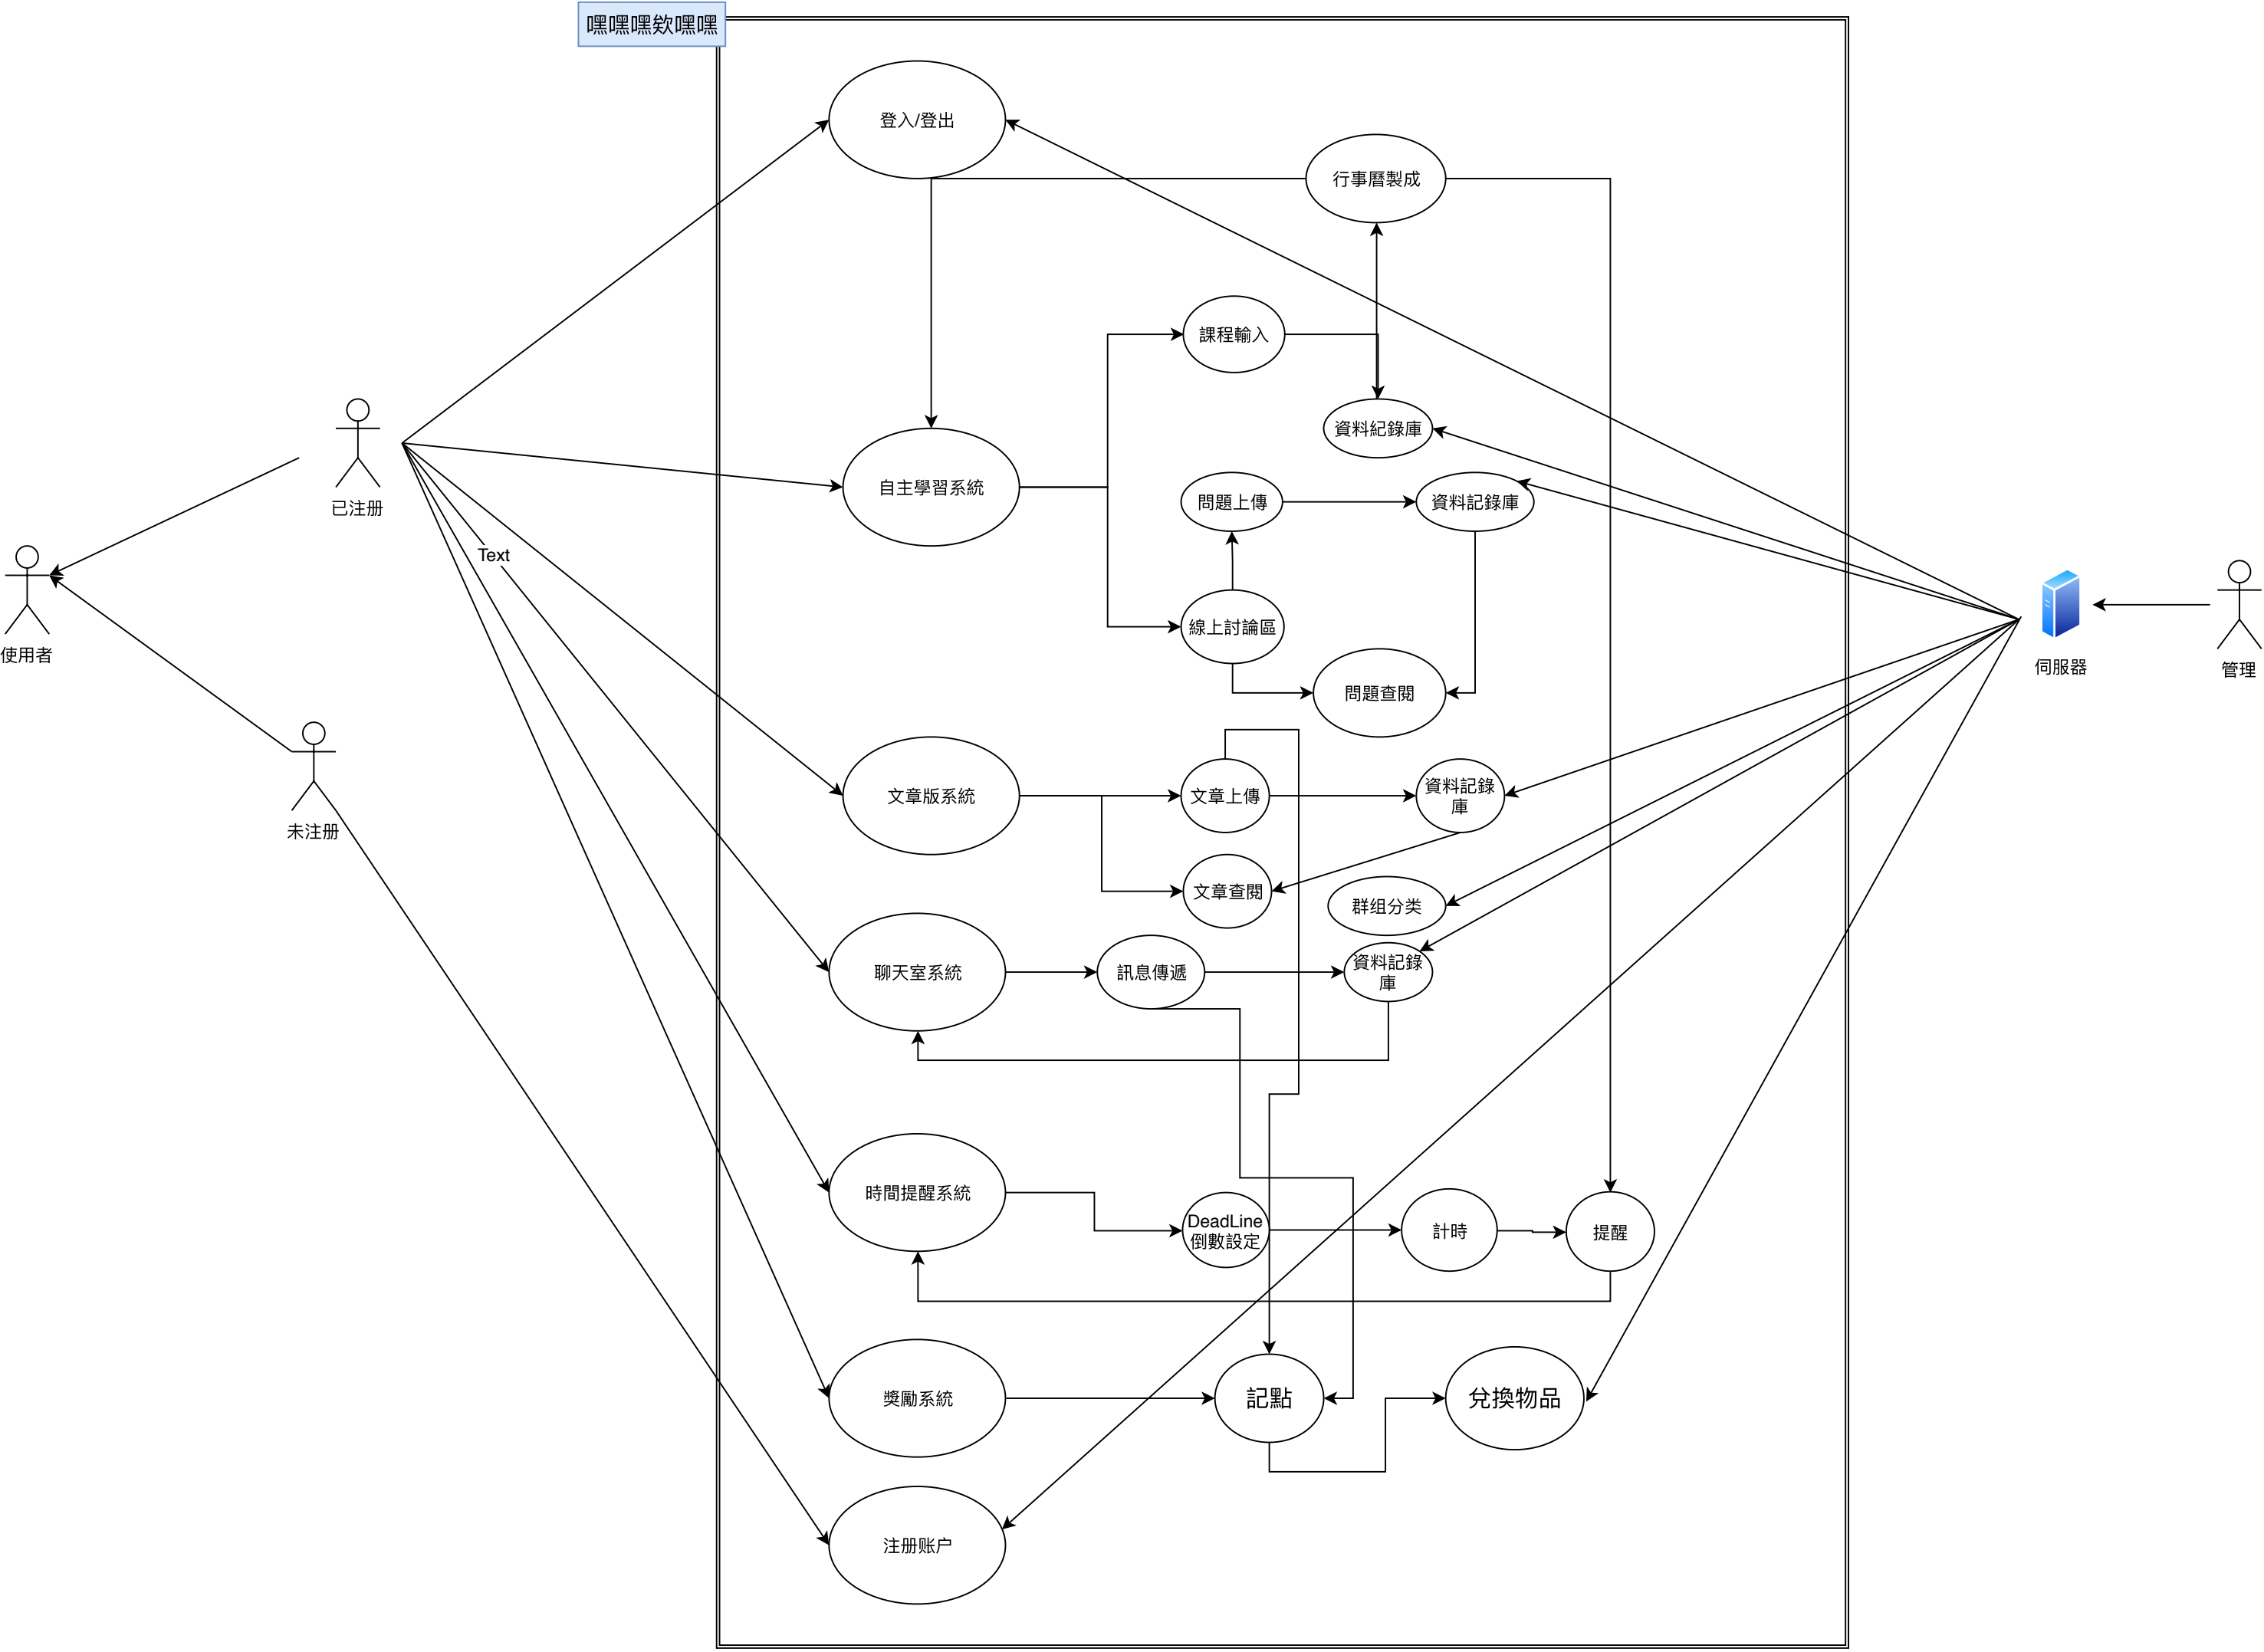 嘿嘿嘿欸嘿嘿
登入/登出
行事曆製成
課程輸入
資料紀錄庫
已注册
自主學習系統
問題上傳
資料記錄庫
Text
使用者
線上討論區
伺服器
管理
問題查閱
未注册
文章版系統
文章上傳
資料記錄
庫
文章查閱
群组分类
聊天室系統
訊息傳遞
資料記錄
庫
時間提醒系統
DeadLine
倒數設定
計時
提醒
獎勵系統
記點
兌換物品
注册账户